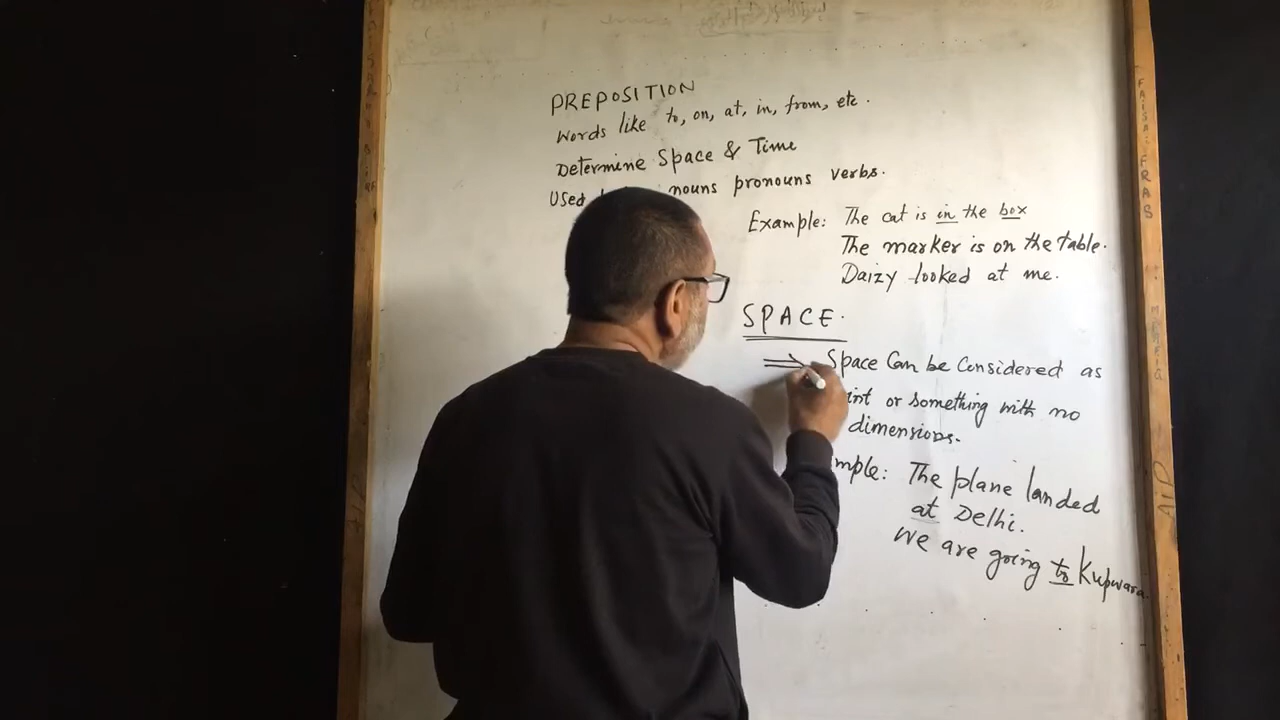 PREPOSITION
Words like to, on, at, in, from, etc.
Determine Space & Time
Used nouns pronouns verbs.
Example: The cat is in the box
The marker is on the table.
Daizy looked at me.
SPACE.
⇒ Space Can be Considered as
or something with no
dimensions.
The plane landed
at Delhi.
We are going to Kupwara.